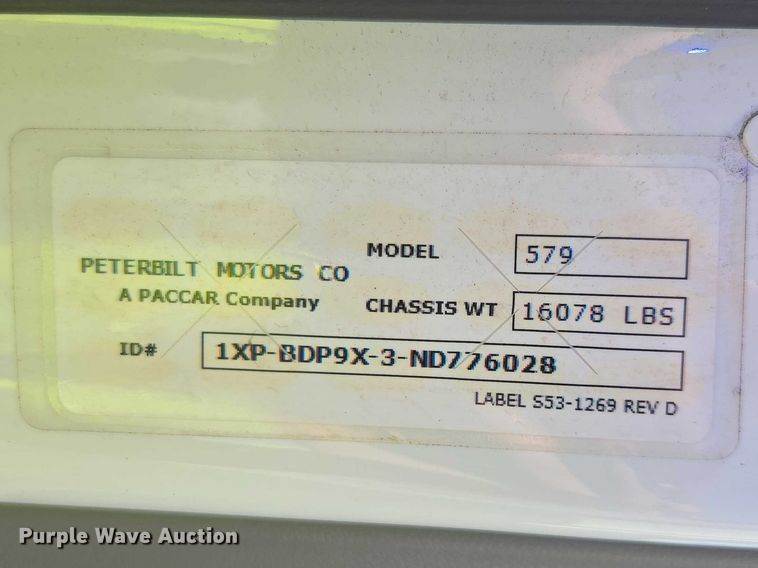 MODEL 579
PETERBILT MOTORS CO
A PACCAR Company
CHASSIS WT 16078 LBS
ID# 1XP-BDP9X-3-ND776028
LABEL S53-1269 REV D
Purple Wave Auction